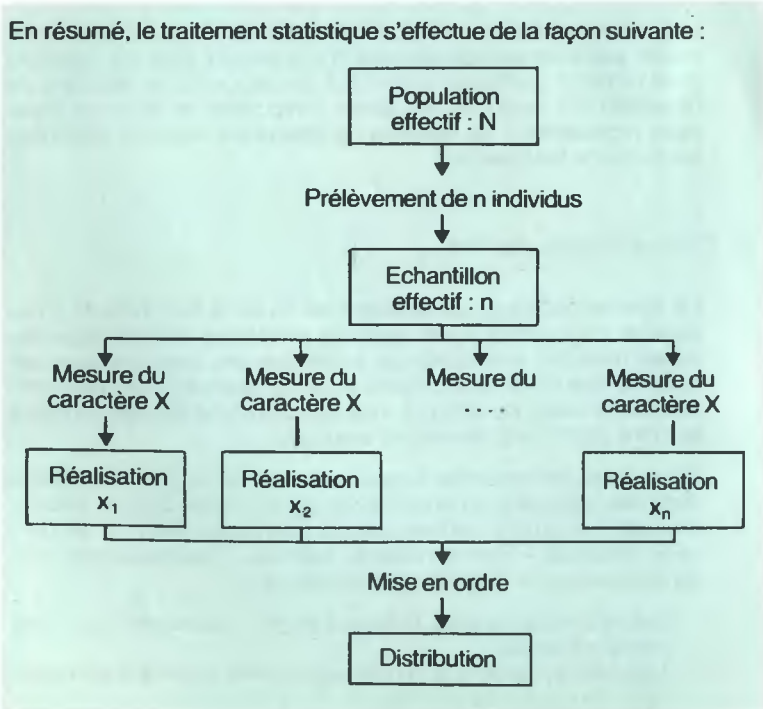 En résumé, le traitement statistique s'effectue de la façon suivante :
Population
effectif : N
Prélèvement de n individus
Echantillon
effectif : n
Mesure du
caractère X
Mesure du
caractère X
Mesure du
....
Mesure du
caractère X
Réalisation
x₁
Réalisation
x₂
Réalisation
xₙ
Mise en ordre
Distribution